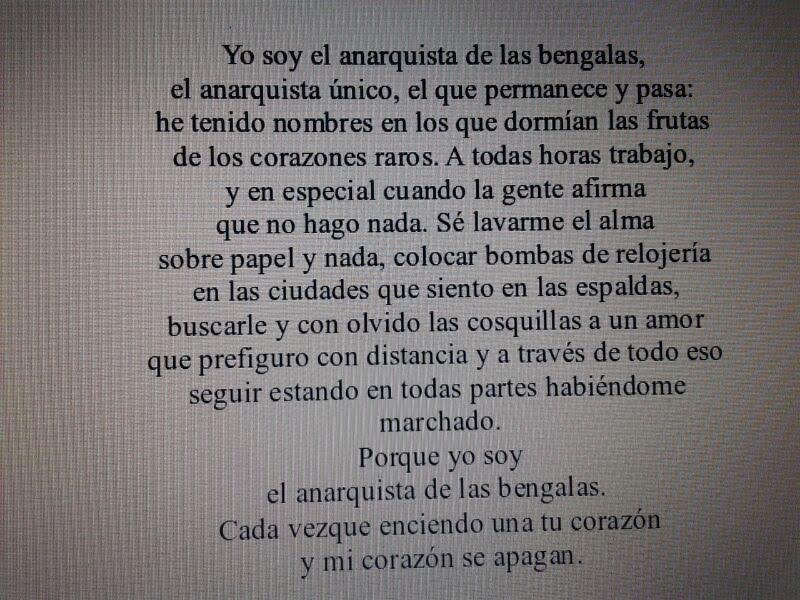 Yo soy el anarquista de las bengalas,
el anarquista único, el que permanece y pasa:
he tenido nombres en los que dormían las frutas
de los corazones raros. A todas horas trabajo,
y en especial cuando la gente afirma
que no hago nada. Sé lavarme el alma
sobre papel y nada, colocar bombas de relojería
en las ciudades que siento en las espaldas,
buscarle y con olvido las cosquillas a un amor
que prefiguro con distancia y a través de todo eso
seguir estando en todas partes habiéndome
marchado.
Porque yo soy
el anarquista de las bengalas.
Cada vezque enciendo una tu corazón
y mi corazón se apagan.